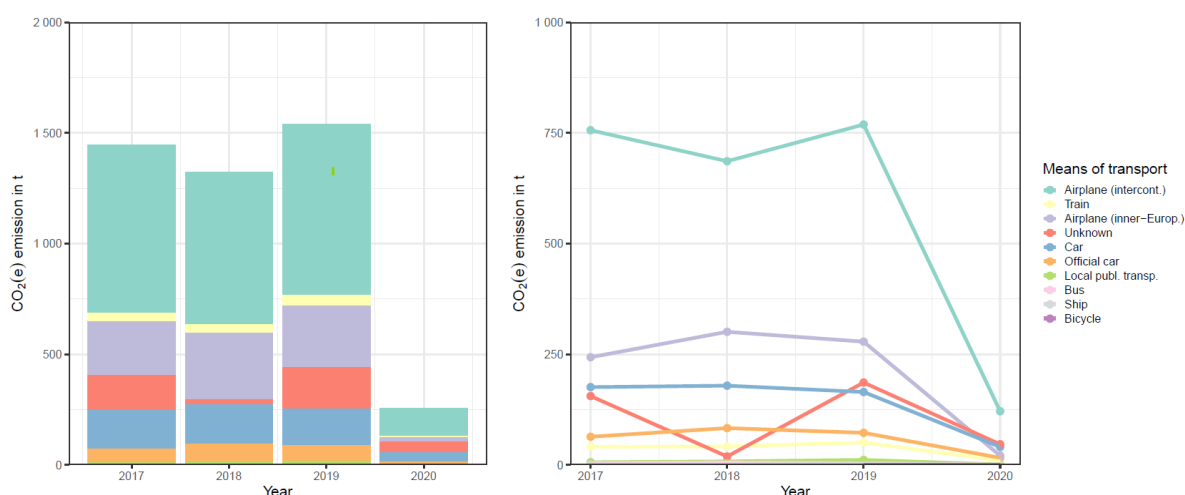 2 000
1 500
1 000
500
0
CO2(e) emission in t
2017 2018 2019 2020
Year
1 000
750
500
250
0
CO2(e) emission in t
2017 2018 2019 2020
Year
Means of transport
Airplane (intercont.)
Train
Airplane (inner−Europ.)
Unknown
Car
Official car
Local publ. transp.
Bus
Ship
Bicycle